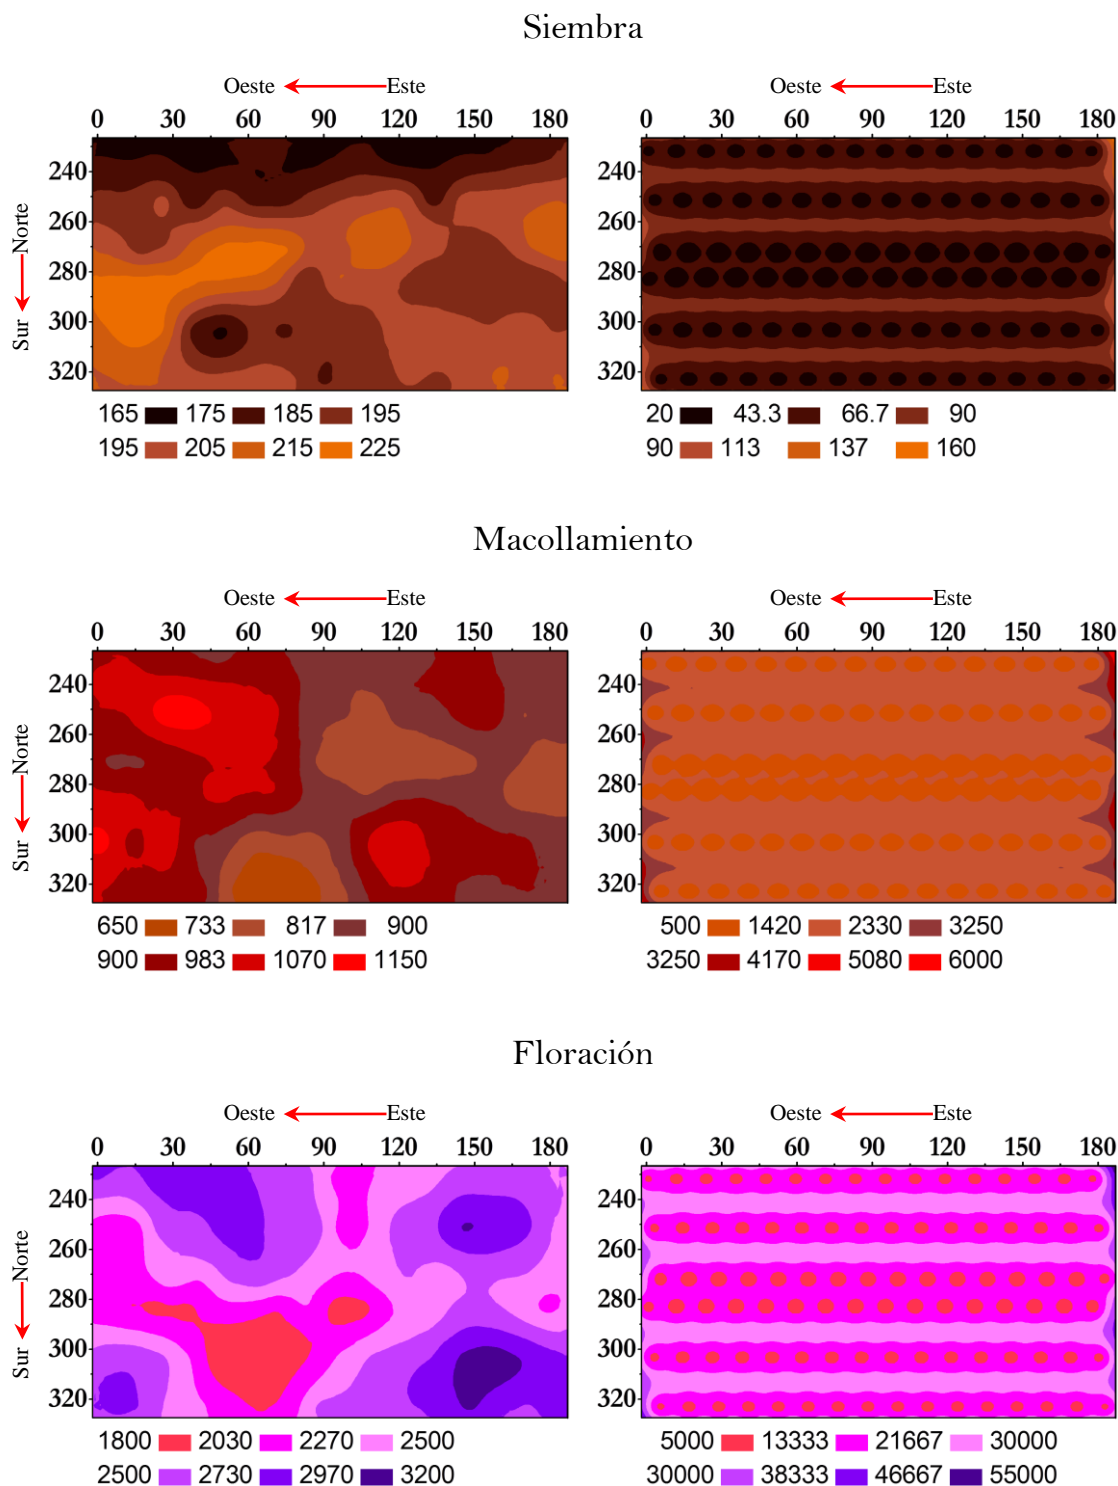 Siembra
Oeste Este Oeste Este
0 30 60 90 120 150 180 0 30 60 90 120 150 180
240 240
260 260
280 280
300 300
320 320
Norte
Sur
165 175 185 195 20 43.3 66.7 90
195 205 215 225 90 113 137 160
Macollamiento
Oeste Este Oeste Este
0 30 60 90 120 150 180 0 30 60 90 120 150 180
240 240
260 260
280 280
300 300
320 320
Norte
Sur
650 733 817 900 500 1420 2330 3250
900 983 1070 1150 3250 4170 5080 6000
Floración
Oeste Este Oeste Este
0 30 60 90 120 150 180 0 30 60 90 120 150 180
240 240
260 260
280 280
300 300
320 320
Norte
Sur
1800 2030 2270 2500 5000 13333 21667 30000
2500 2730 2970 3200 30000 38333 46667 55000